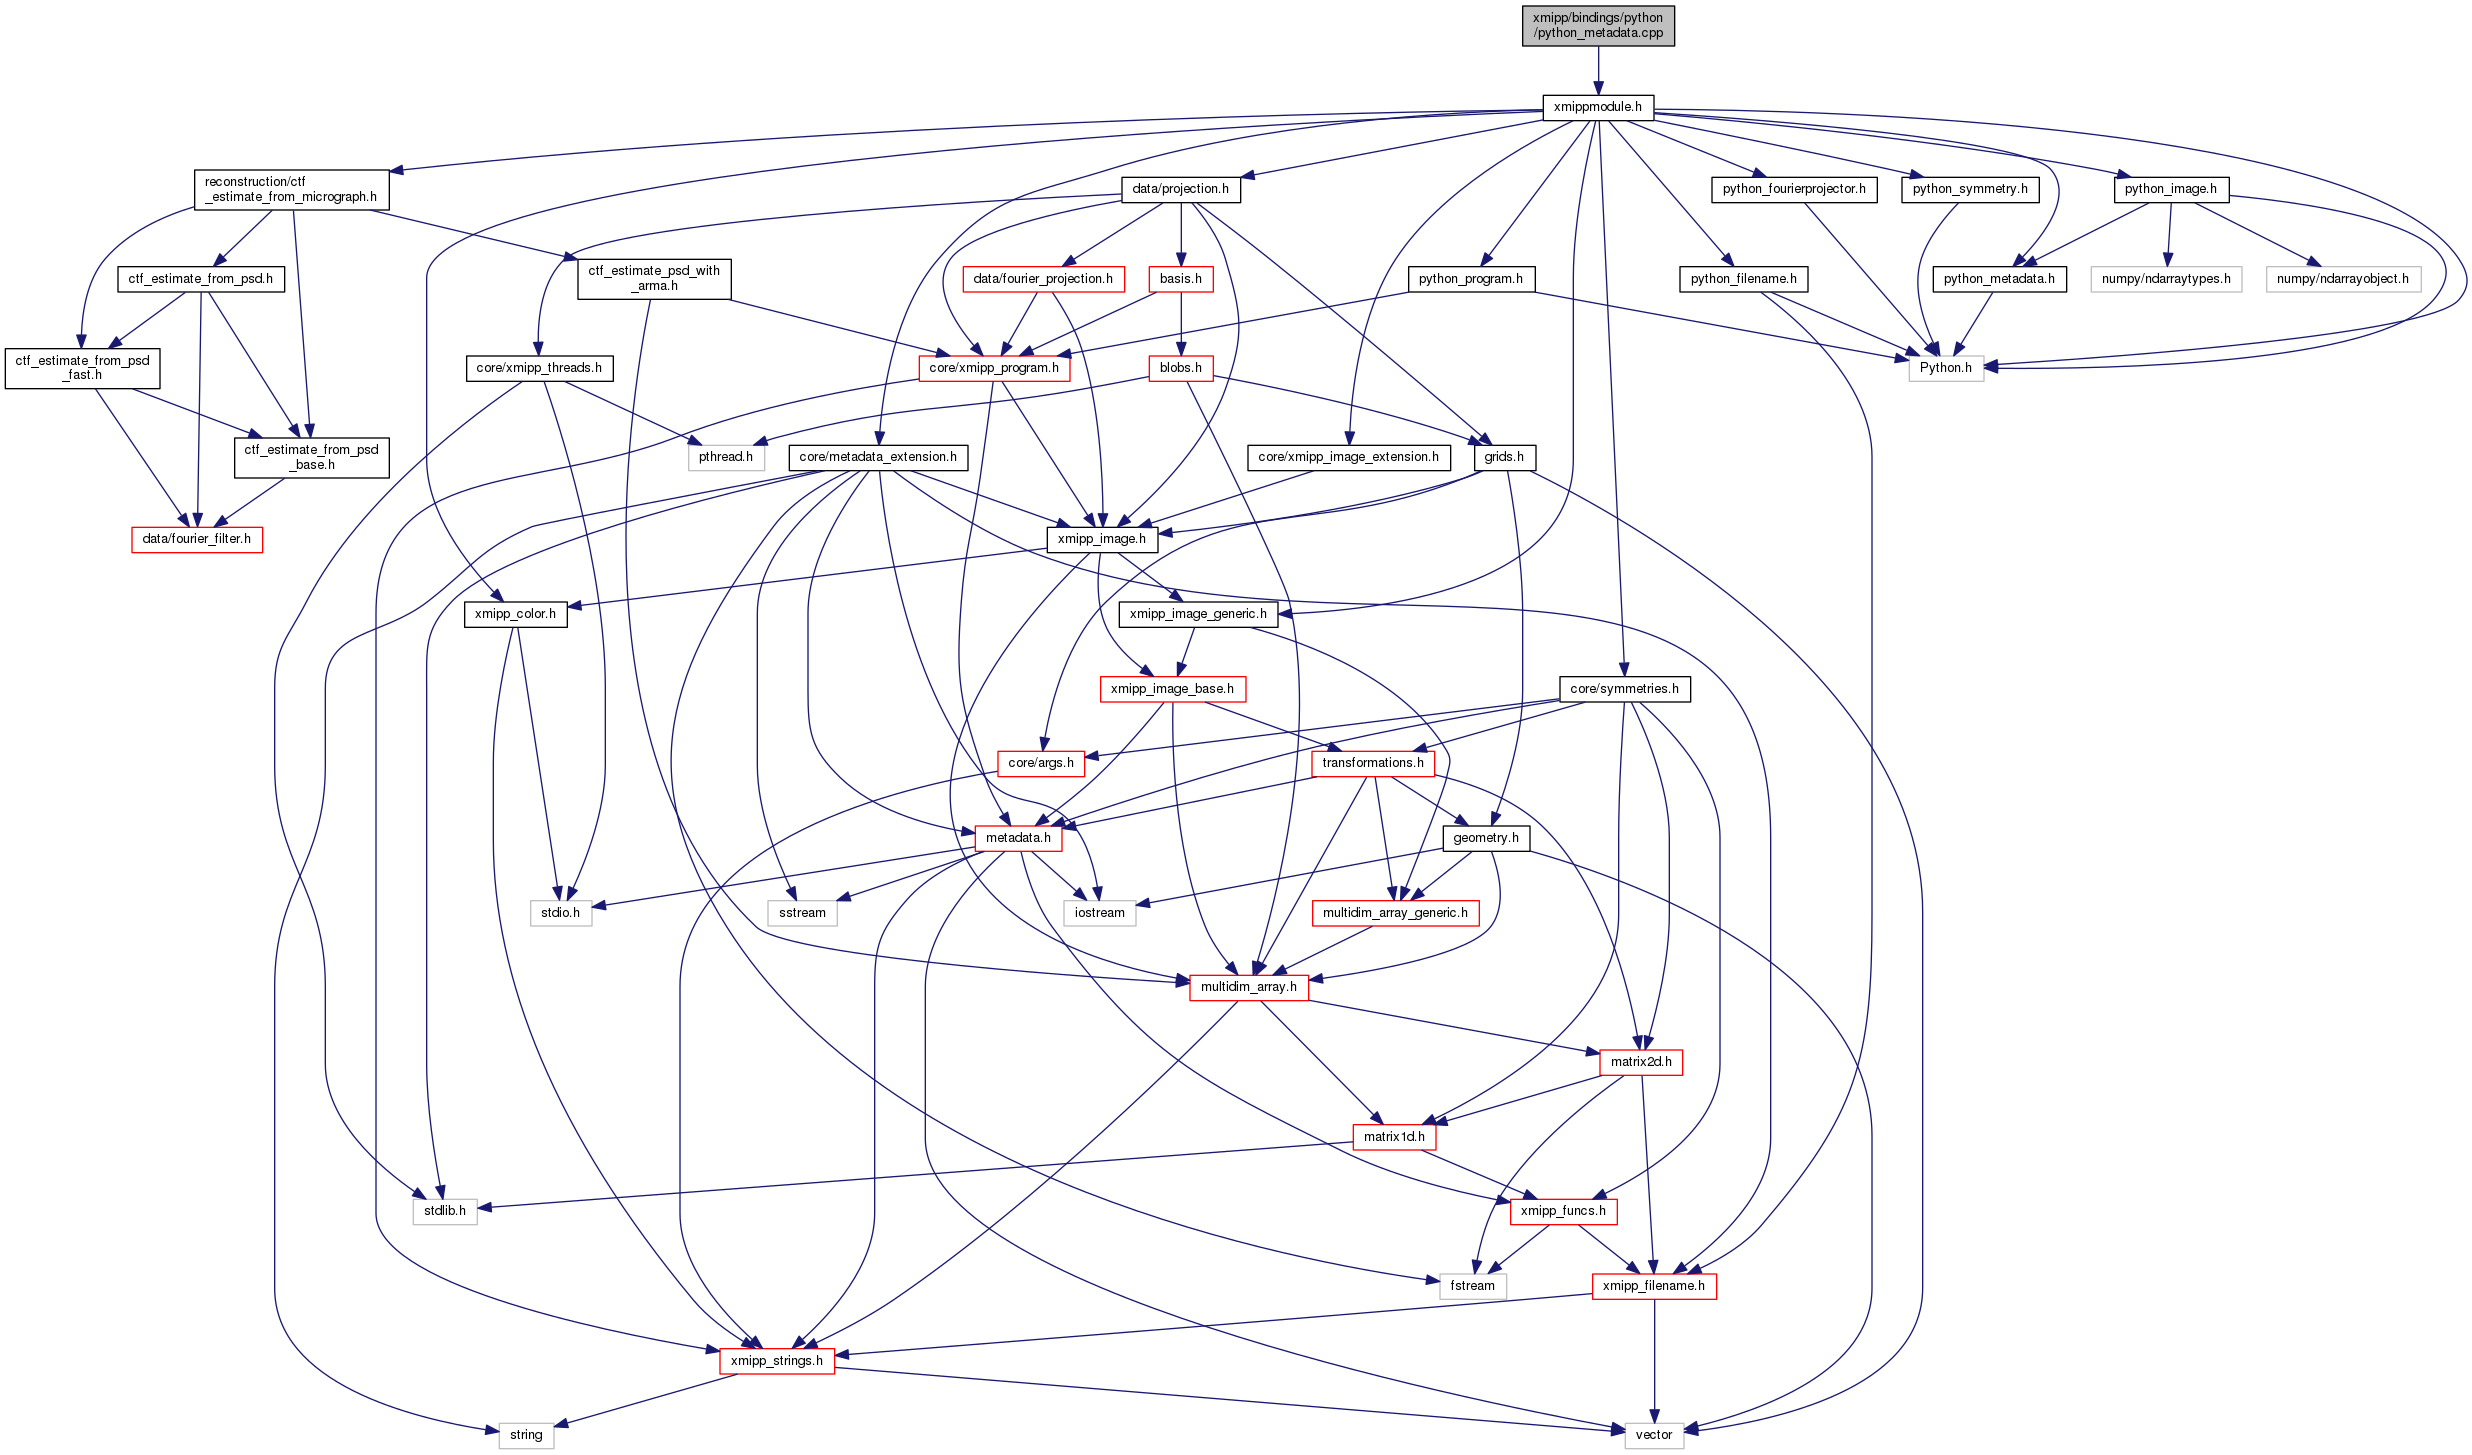 xmipp/bindings/python
/python_metadata.cpp
xmippmodule.h
reconstruction/ctf
_estimate_from_micrograph.h
data/projection.h
python_fourierprojector.h
python_symmetry.h
python_image.h
ctf_estimate_from_psd.h
ctf_estimate_psd_with
_arma.h
data/fourier_projection.h
basis.h
python_program.h
python_filename.h
python_metadata.h
numpy/ndarraytypes.h
numpy/ndarrayobject.h
ctf_estimate_from_psd
_fast.h
core/xmipp_threads.h
core/xmipp_program.h
blobs.h
Python.h
ctf_estimate_from_psd
_base.h
pthread.h
core/metadata_extension.h
core/xmipp_image_extension.h
grids.h
data/fourier_filter.h
xmipp_image.h
xmipp_color.h
xmipp_image_generic.h
xmipp_image_base.h
core/symmetries.h
core/args.h
transformations.h
metadata.h
geometry.h
stdio.h
sstream
iostream
multidim_array_generic.h
multidim_array.h
matrix2d.h
matrix1d.h
stdlib.h
xmipp_funcs.h
fstream
xmipp_filename.h
xmipp_strings.h
string
vector